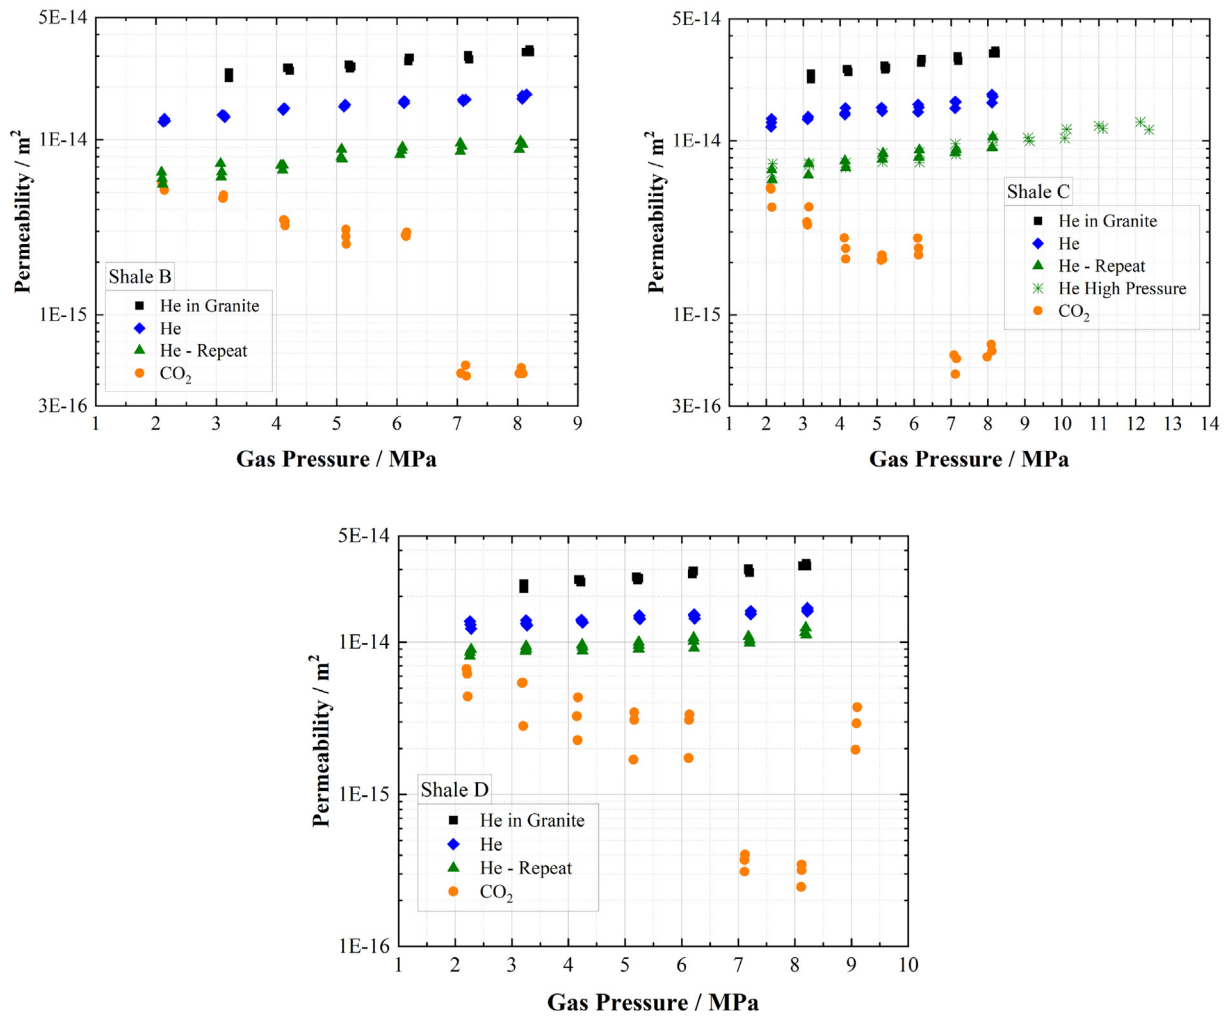 5E-14
1E-14
1E-15
3E-16
Permeability / m²
Shale B
He in Granite
He
He - Repeat
CO₂
1 2 3 4 5 6 7 8 9
Gas Pressure / MPa
5E-14
1E-14
1E-15
3E-16
Permeability / m²
Shale C
He in Granite
He
He - Repeat
He High Pressure
CO₂
1 2 3 4 5 6 7 8 9 10 11 12 13 14
Gas Pressure / MPa
5E-14
1E-14
1E-15
1E-16
Permeability / m²
Shale D
He in Granite
He
He - Repeat
CO₂
1 2 3 4 5 6 7 8 9 10
Gas Pressure / MPa